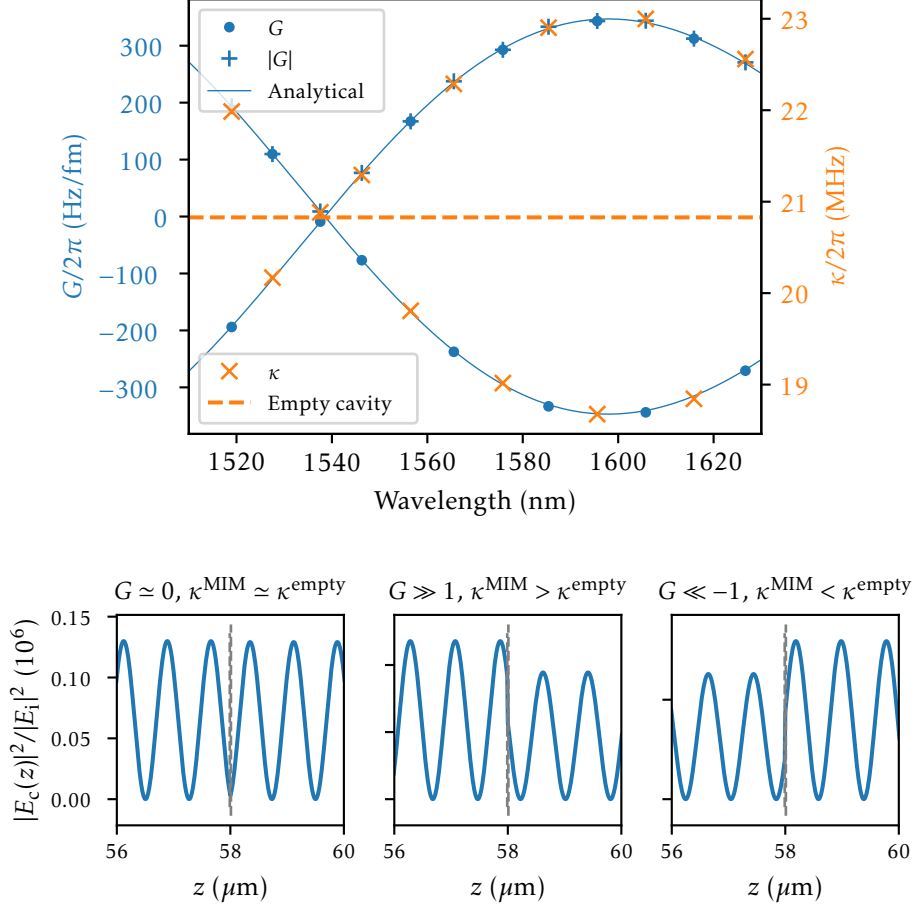 G
|G|
Analytical
300
200
100
0
−100
−200
−300
G/2π (Hz/fm)
23
22
21
20
19
κ/2π (MHz)
κ
Empty cavity
1520 1540 1560 1580 1600 1620
Wavelength (nm)
G ≃ 0, κ^MIM ≃ κ^empty
G ≫ 1, κ^MIM > κ^empty
G ≪ −1, κ^MIM < κ^empty
|E_c(z)|²/|E_i|² (10⁶)
0.15
0.10
0.05
0.00
56 58 60
56 58 60
56 58 60
z (μm)
z (μm)
z (μm)